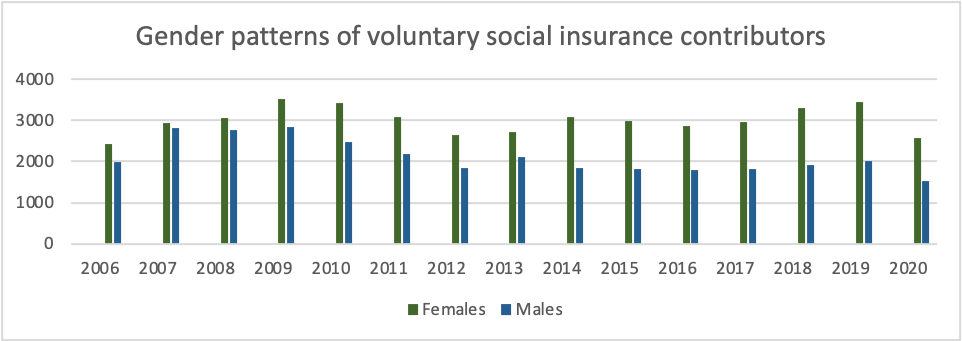 Gender patterns of voluntary social insurance contributors
4000
3000
2000
1000
0
2006 2007 2008 2009 2010 2011 2012 2013 2014 2015 2016 2017 2018 2019 2020
Females Males